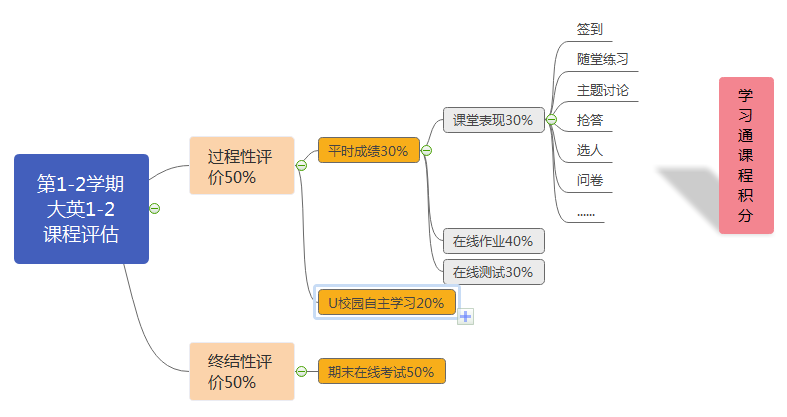 第1-2学期
大英1-2
课程评估
过程性评
价50%
平时成绩30%
课堂表现30%
签到
随堂练习
主题讨论
抢答
选人
问卷
......
在线作业40%
在线测试30%
U校园自主学习20%
终结性评
价50%
期末在线考试50%
学
习
通
课
程
积
分